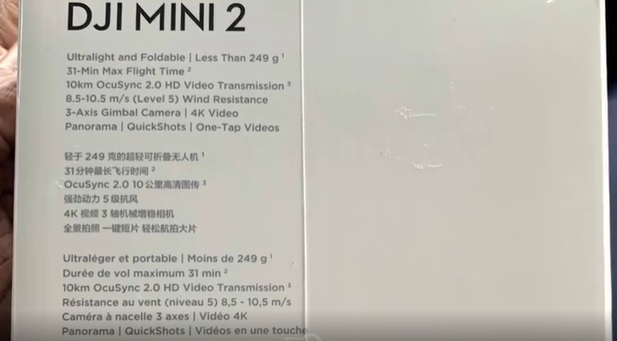 DJI MINI 2
Ultralight and Foldable | Less Than 249 g ¹
31-Min Max Flight Time ²
10km OcuSync 2.0 HD Video Transmission ³
8.5-10.5 m/s (Level 5) Wind Resistance
3-Axis Gimbal Camera | 4K Video
Panorama | QuickShots | One-Tap Videos
轻于 249 克的超轻可折叠无人机 ¹
31分钟最长飞行时间 ²
OcuSync 2.0 10公里高清图传 ³
强劲动力 5级抗风
4K 视频 3 轴机械增稳相机
全景拍照 一键短片 轻松航拍大片
Ultraléger et portable | Moins de 249 g ¹
Durée de vol maximum 31 min ²
10km OcuSync 2.0 HD Vidéo Transmission ³
Résistance au vent (niveau 5) 8,5 - 10,5 m/s
Caméra à nacelle 3 axes | Vidéo 4K
Panorama | QuickShots | Vidéos en une touche